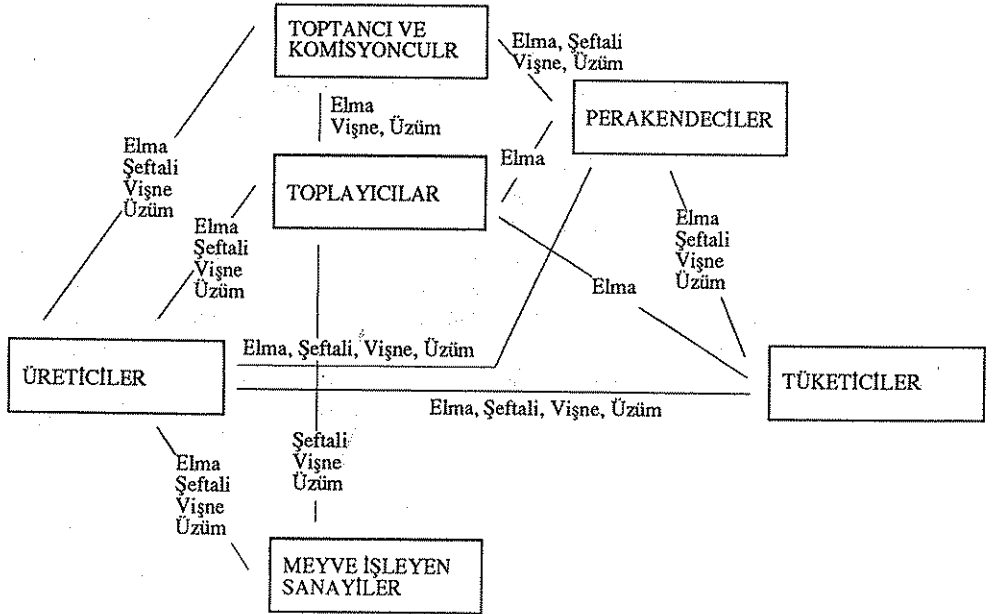 TOPTANCI VE
KOMİSYONCULR
Elma, Şeftali
Vişne, Üzüm
PERAKENDECİLER
Elma
Vişne, Üzüm
Elma
Şeftali
Vişne
Üzüm
Elma
TOPLAYICILAR
Elma
Şeftali
Vişne
Üzüm
Elma
Şeftali
Vişne
Üzüm
Elma
Elma, Şeftali, Vişne, Üzüm
ÜRETİCİLER
TÜKETİCİLER
Elma, Şeftali, Vişne, Üzüm
Şeftali
Vişne
Üzüm
Elma
Şeftali
Vişne
Üzüm
MEYVE İŞLEYEN
SANAYİLER